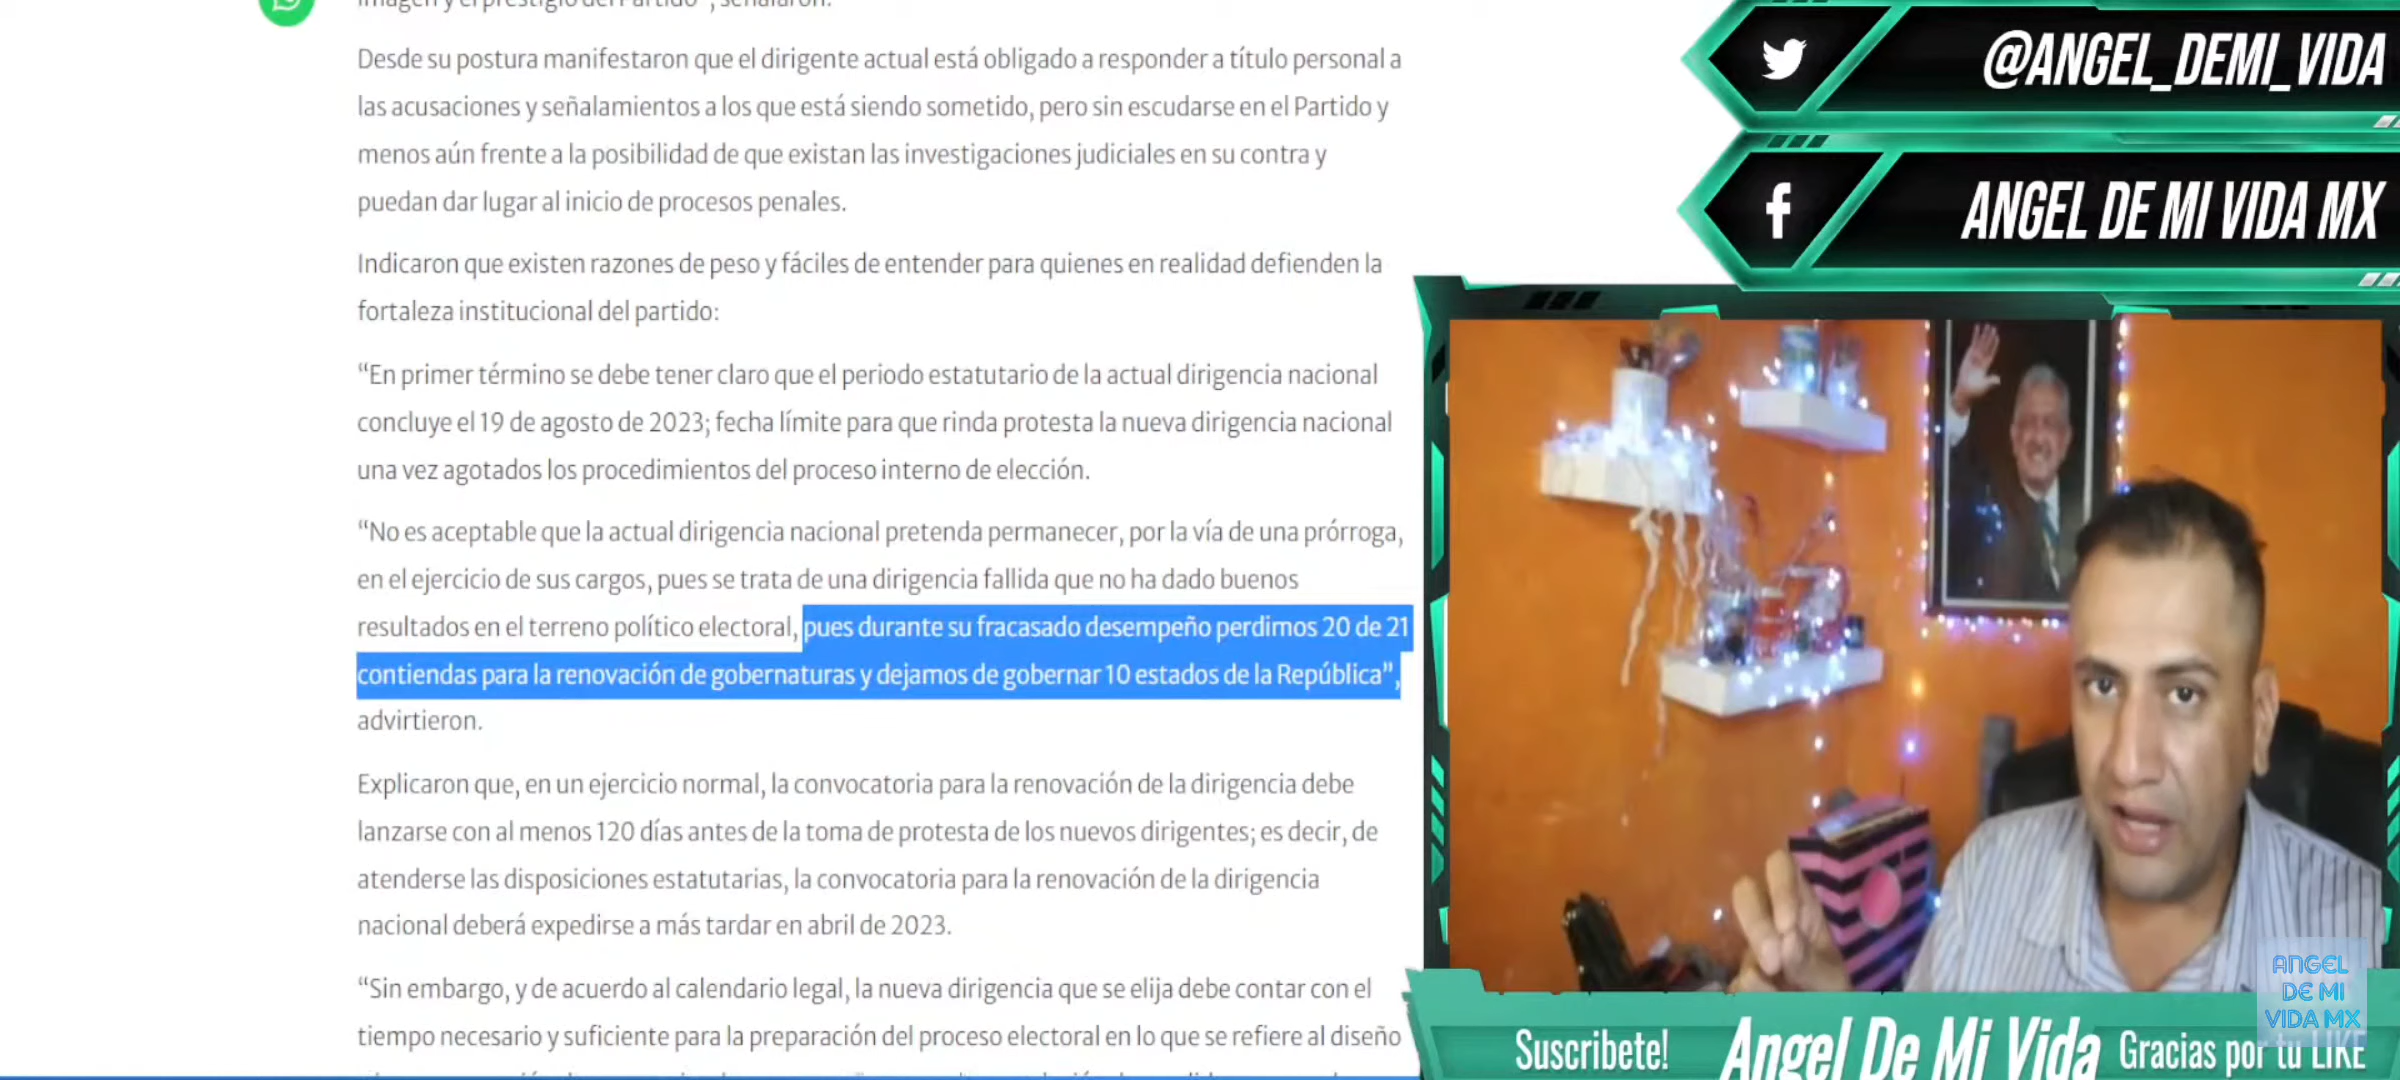 imagen y el prestigio del Partido”, señalaron.
Desde su postura manifestaron que el dirigente actual está obligado a responder a título personal a
las acusaciones y señalamientos a los que está siendo sometido, pero sin escudarse en el Partido y
menos aún frente a la posibilidad de que existan las investigaciones judiciales en su contra y
puedan dar lugar al inicio de procesos penales.
Indicaron que existen razones de peso y fáciles de entender para quienes en realidad defienden la
fortaleza institucional del partido:
“En primer término se debe tener claro que el periodo estatutario de la actual dirigencia nacional
concluye el 19 de agosto de 2023; fecha límite para que rinda protesta la nueva dirigencia nacional
una vez agotados los procedimientos del proceso interno de elección.
“No es aceptable que la actual dirigencia nacional pretenda permanecer, por la vía de una prórroga,
en el ejercicio de sus cargos, pues se trata de una dirigencia fallida que no ha dado buenos
resultados en el terreno político electoral, pues durante su fracasado desempeño perdimos 20 de 21
contiendas para la renovación de gobernaturas y dejamos de gobernar 10 estados de la República”,
advirtieron.
Explicaron que, en un ejercicio normal, la convocatoria para la renovación de la dirigencia debe
lanzarse con al menos 120 días antes de la toma de protesta de los nuevos dirigentes; es decir, de
atenderse las disposiciones estatutarias, la convocatoria para la renovación de la dirigencia
nacional deberá expedirse a más tardar en abril de 2023.
“Sin embargo, y de acuerdo al calendario legal, la nueva dirigencia que se elija debe contar con el
tiempo necesario y suficiente para la preparación del proceso electoral en lo que se refiere al diseño
@ANGEL_DEMI_VIDA
ANGEL DE MI VIDA MX
ANGEL
DE MI
VIDA MX
Suscribete! Angel De Mi Vida Gracias por tu LIKE